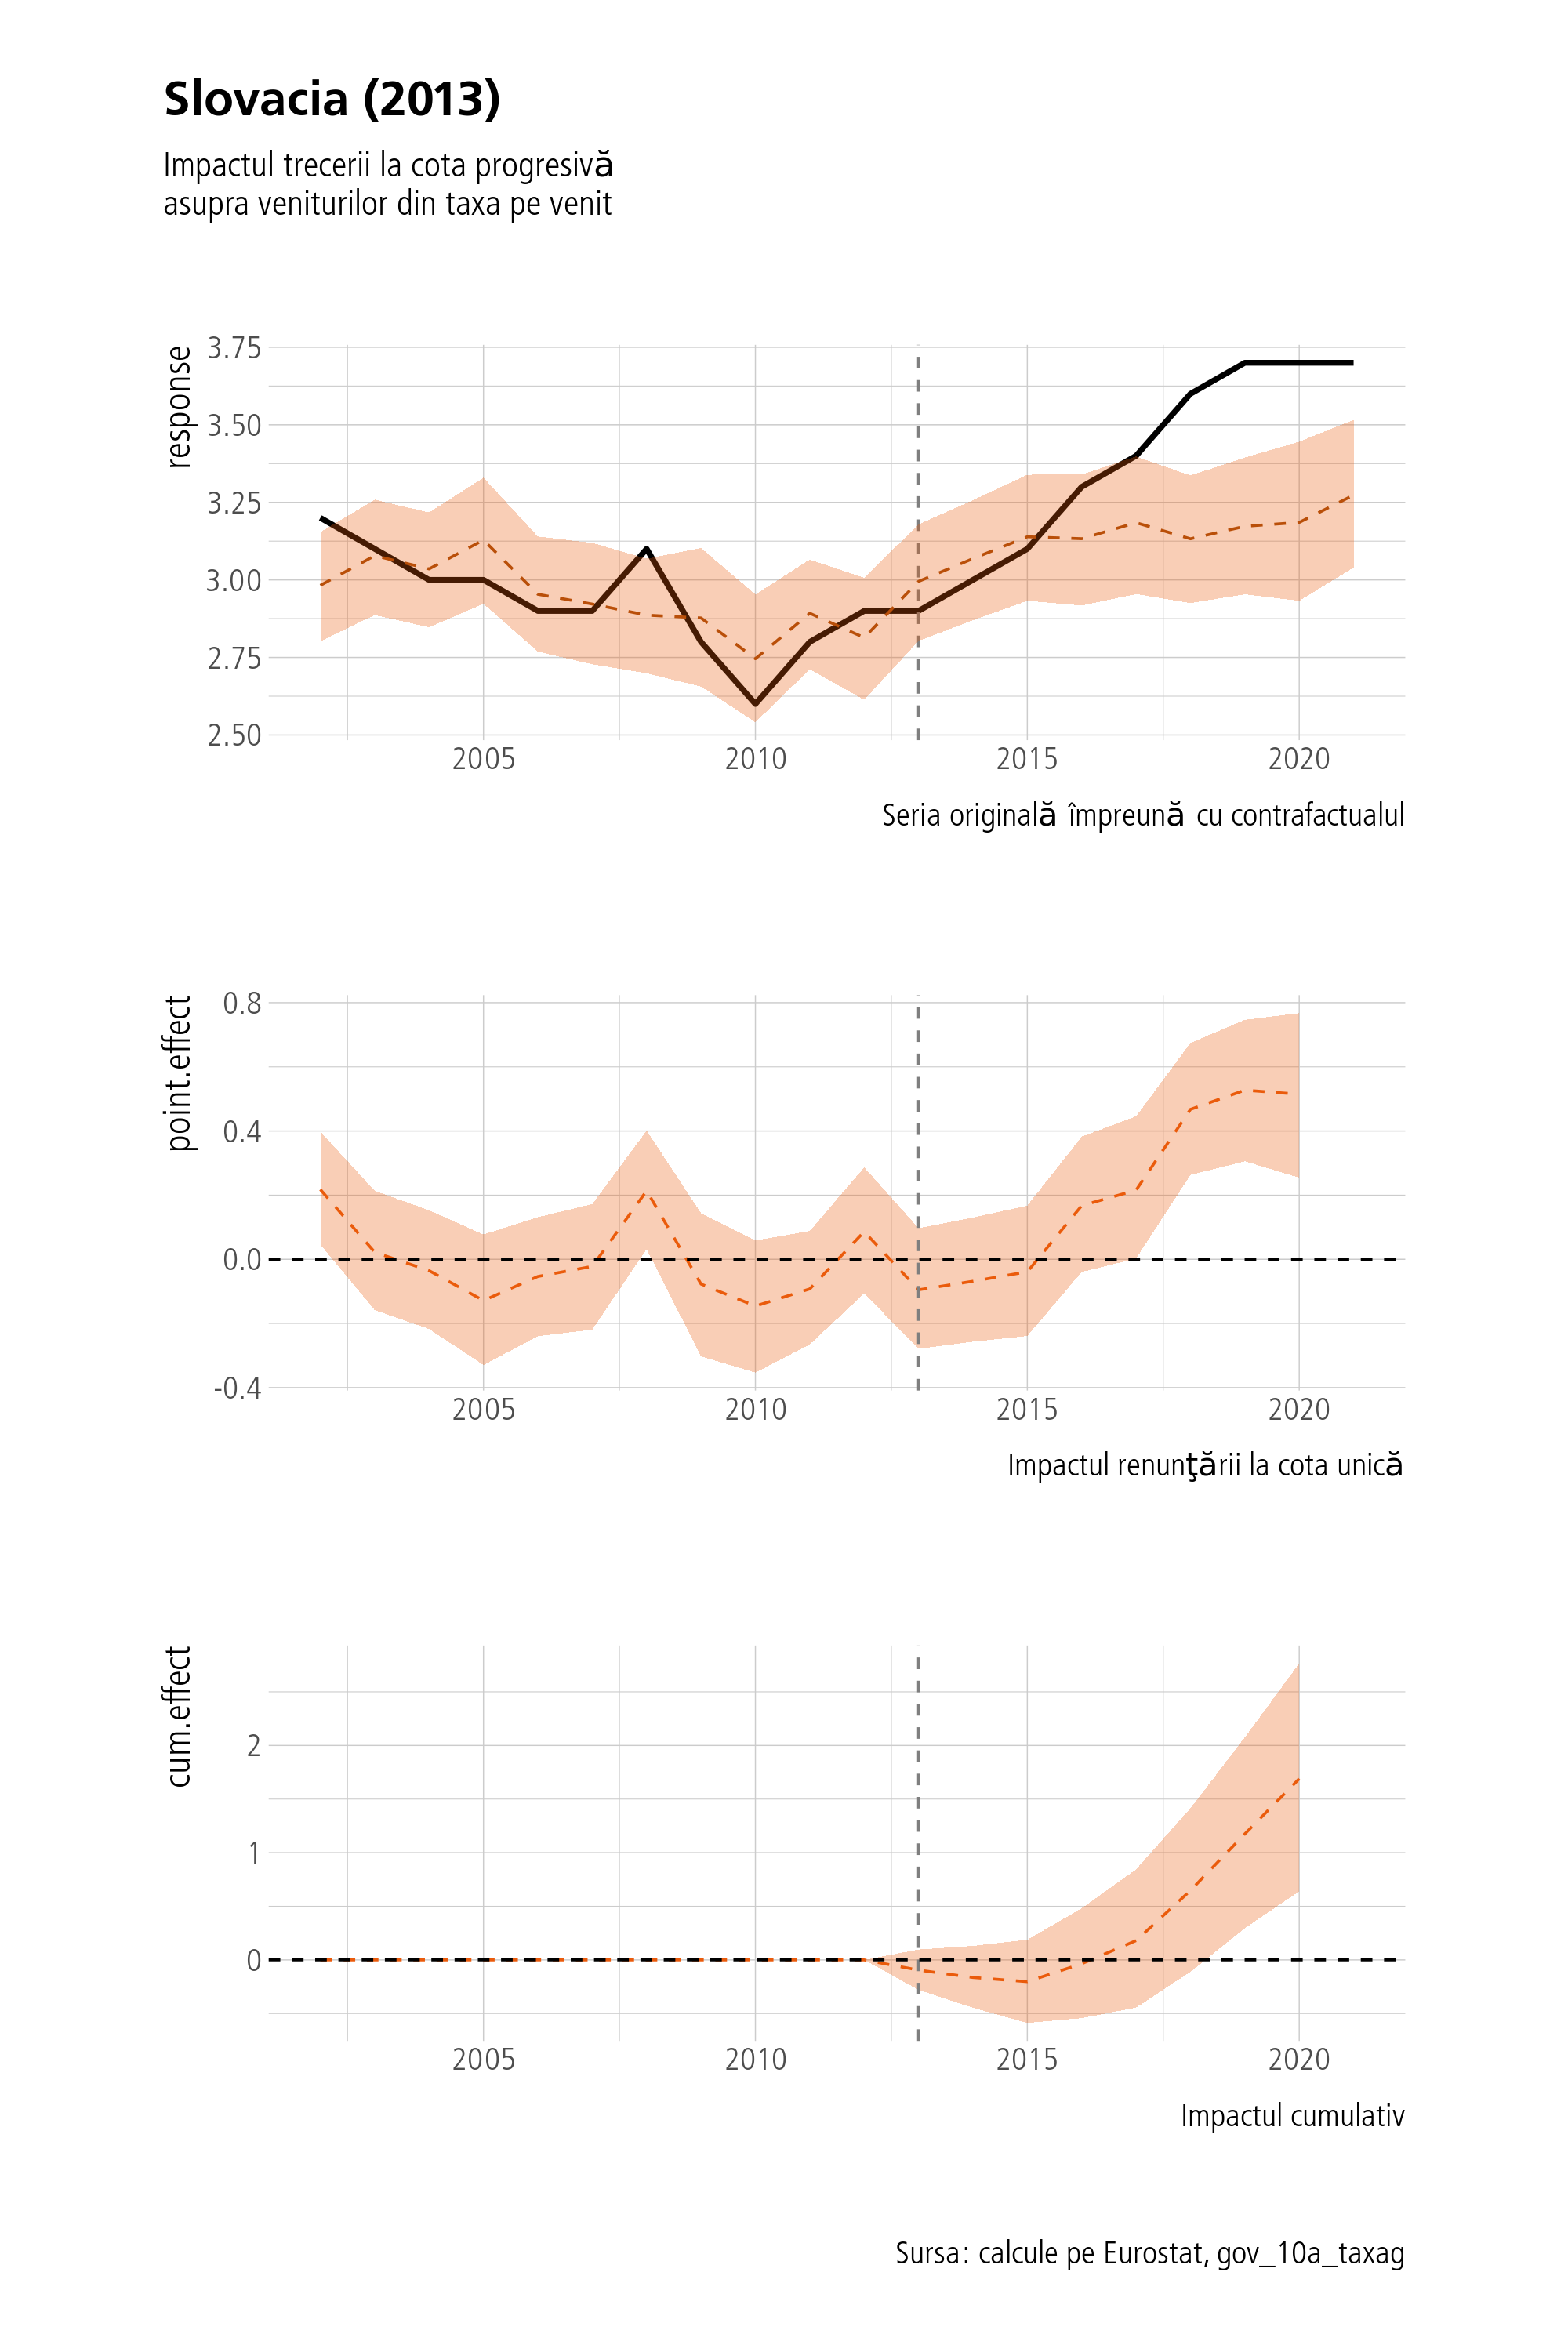 Slovacia (2013)
Impactul trecerii la cota progresivă
asupra veniturilor din taxa pe venit
response
3.75
3.50
3.25
3.00
2.75
2.50
2005 2010 2015 2020
Seria originală împreună cu contrafactualul
point.effect
0.8
0.4
0.0
-0.4
2005 2010 2015 2020
Impactul renunţării la cota unică
cum.effect
2
1
0
2005 2010 2015 2020
Impactul cumulativ
Sursa: calcule pe Eurostat, gov_10a_taxag